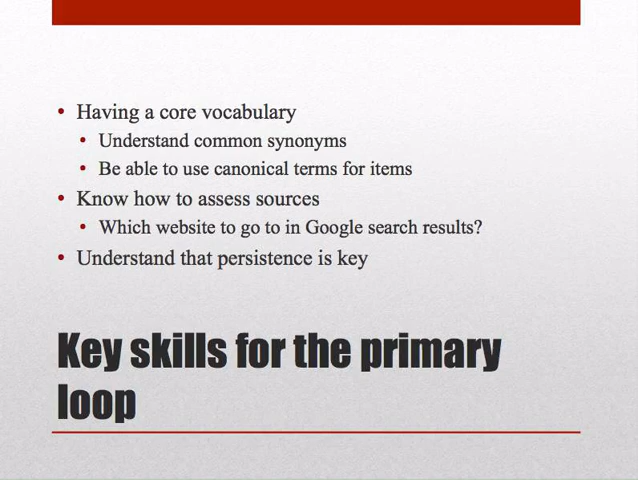 • Having a core vocabulary
• Understand common synonyms
• Be able to use canonical terms for items
• Know how to assess sources
• Which website to go to in Google search results?
• Understand that persistence is key
Key skills for the primary
loop